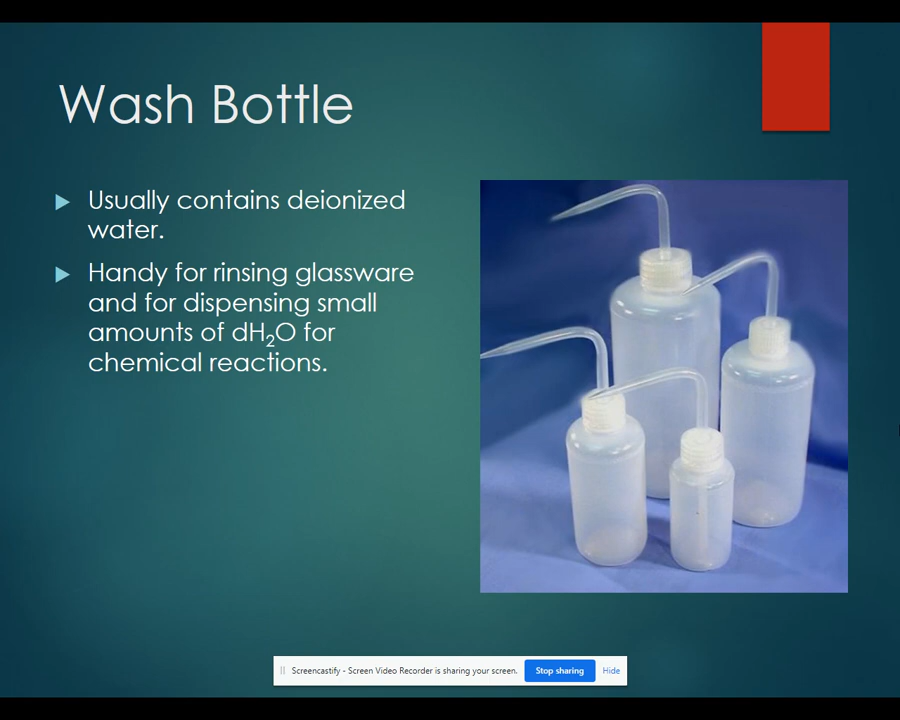 Wash Bottle
Usually contains deionized
water.
Handy for rinsing glassware
and for dispensing small
amounts of dH₂O for
chemical reactions.
Screencastify - Screen Video Recorder is sharing your screen. Stop sharing Hide